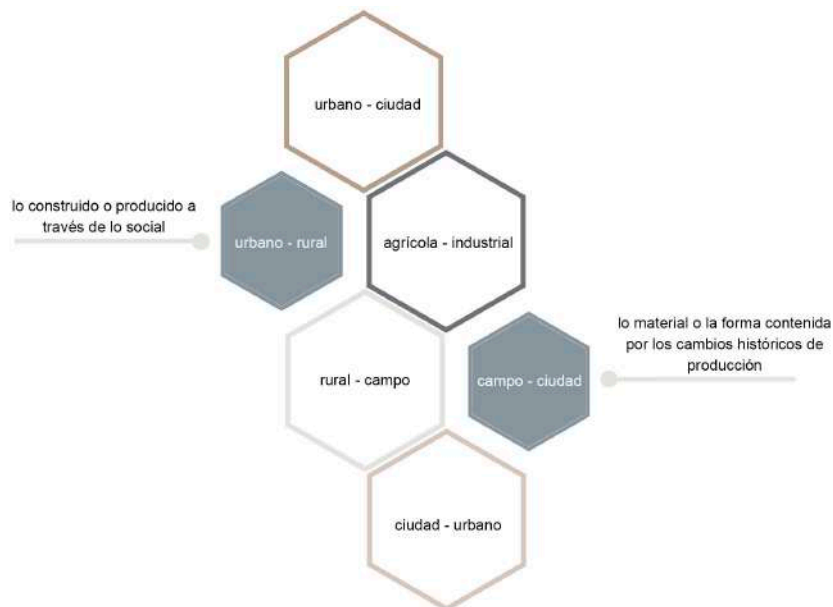 urbano - ciudad
lo construido o producido a
través de lo social
urbano - rural
agrícola - industrial
lo material o la forma contenida
por los cambios históricos de
producción
rural - campo
campo - ciudad
ciudad - urbano